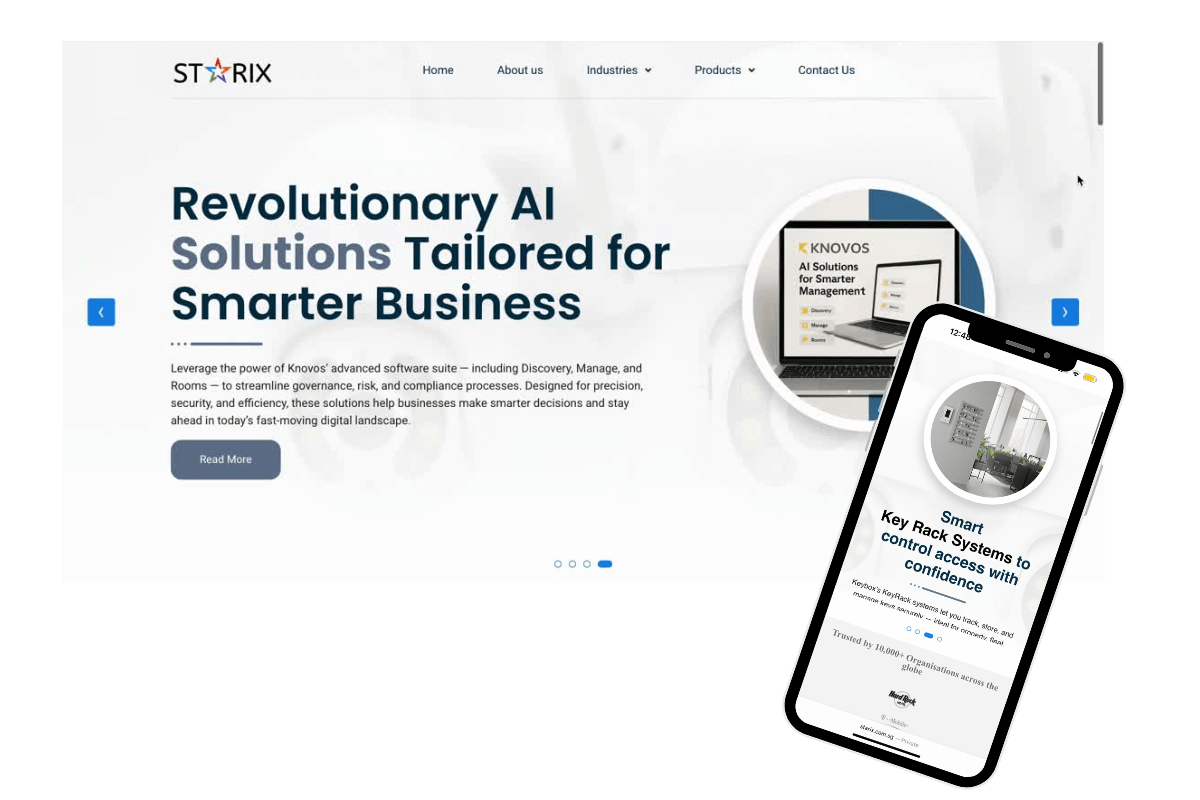 ST RIX
Home About us Industries Products Contact Us
Revolutionary AI
Solutions Tailored for
Smarter Business
Leverage the power of Knovos' advanced software suite — including Discovery, Manage, and
Rooms — to streamline governance, risk, and compliance processes. Designed for precision,
security, and efficiency, these solutions help businesses make smarter decisions and stay
ahead in today's fast-moving digital landscape.
Read More
KNOVOS
AI Solutions
for Smarter
Management
Discovery
Manage
Rooms
12:48
Smart
Key Rack Systems to
control access with
confidence
Keybox's KeyRack systems let you track, store, and
manage keys securely — ideal for property, fleet
Trusted by 10,000+ Organisations across the
globe
Hard Rock
HOTEL
T-Mobile
starix.com.sg — Private